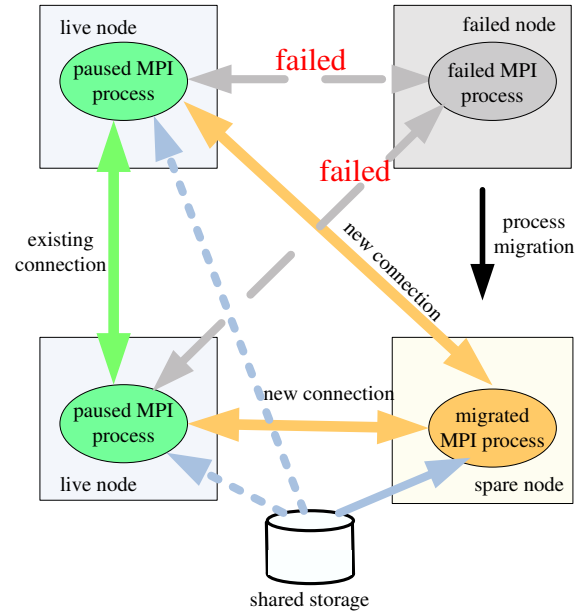 live node
failed node
paused MPI
process
failed
failed MPI
process
failed
existing
connection
new connection
process
migration
paused MPI
process
new connection
migrated
MPI process
live node
spare node
shared storage